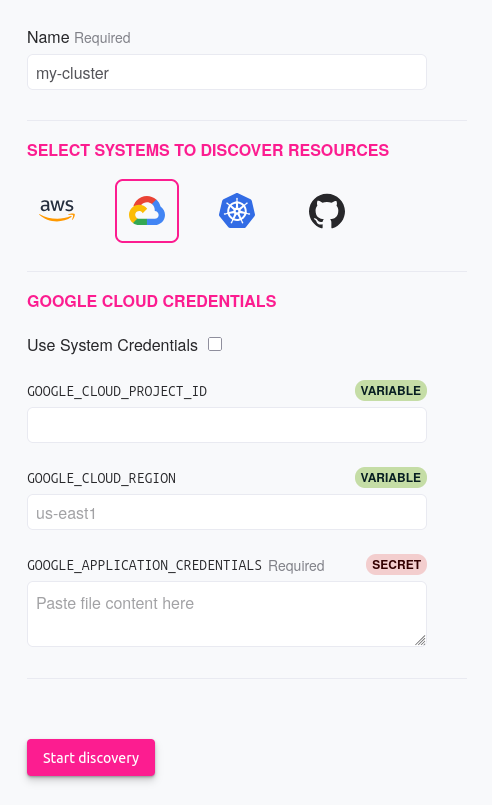 Name Required
my-cluster
SELECT SYSTEMS TO DISCOVER RESOURCES
aws
GOOGLE CLOUD CREDENTIALS
Use System Credentials
GOOGLE_CLOUD_PROJECT_ID VARIABLE
GOOGLE_CLOUD_REGION VARIABLE
us-east1
GOOGLE_APPLICATION_CREDENTIALS Required SECRET
Paste file content here
Start discovery